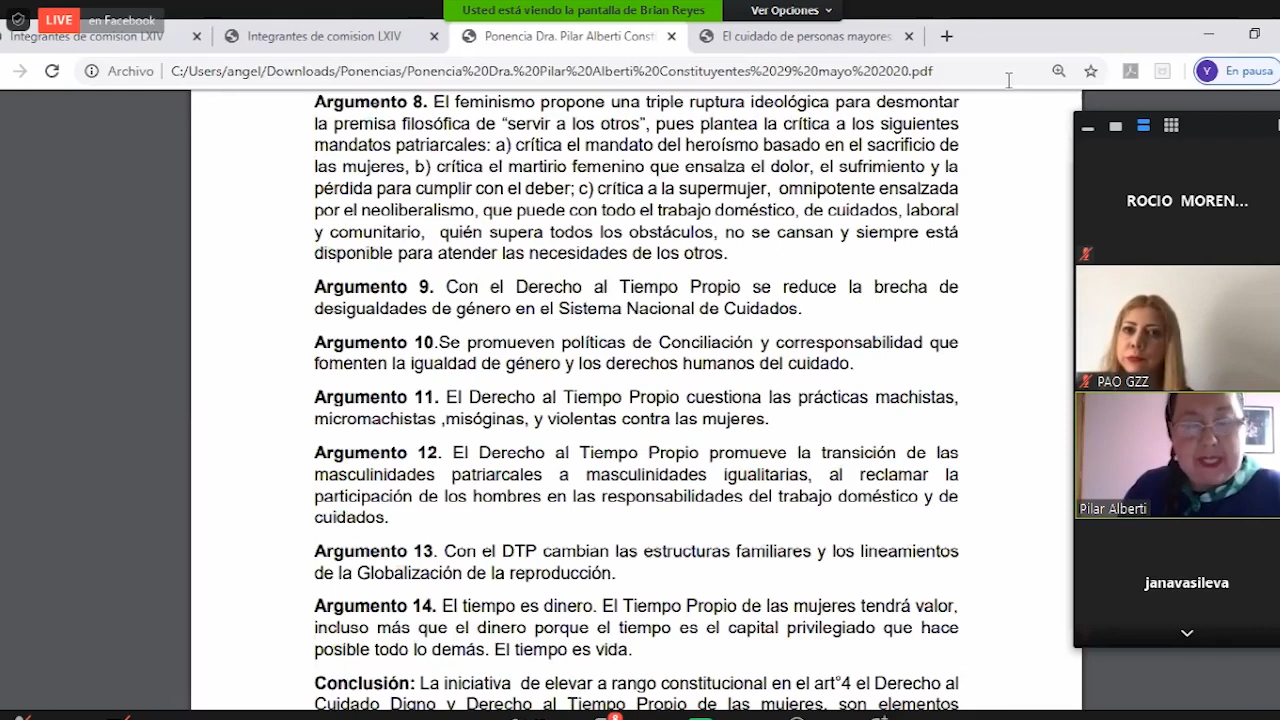 LIVE en Facebook
Usted está viendo la pantalla de Brian Reyes
Ver Opciones
Integrantes de comision LXIV
Integrantes de comision LXIV
Ponencia Dra. Pilar Alberti Consti
El cuidado de personas mayores
Archivo
C:/Users/angel/Downloads/Ponencias/Ponencia%20Dra.%20Pilar%20Alberti%20Constituyentes%2029%20mayo%202020.pdf
Y En pausa
Argumento 8. El feminismo propone una triple ruptura ideológica para desmontar
la premisa filosófica de “servir a los otros”, pues plantea la crítica a los siguientes
mandatos patriarcales: a) crítica el mandato del heroísmo basado en el sacrificio de
las mujeres, b) crítica el martirio femenino que ensalza el dolor, el sufrimiento y la
pérdida para cumplir con el deber; c) crítica a la supermujer, omnipotente ensalzada
por el neoliberalismo, que puede con todo el trabajo doméstico, de cuidados, laboral
y comunitario, quién supera todos los obstáculos, no se cansan y siempre está
disponible para atender las necesidades de los otros.
Argumento 9. Con el Derecho al Tiempo Propio se reduce la brecha de
desigualdades de género en el Sistema Nacional de Cuidados.
Argumento 10.Se promueven políticas de Conciliación y corresponsabilidad que
fomenten la igualdad de género y los derechos humanos del cuidado.
Argumento 11. El Derecho al Tiempo Propio cuestiona las prácticas machistas,
micromachistas ,misóginas, y violentas contra las mujeres.
Argumento 12. El Derecho al Tiempo Propio promueve la transición de las
masculinidades patriarcales a masculinidades igualitarias, al reclamar la
participación de los hombres en las responsabilidades del trabajo doméstico y de
cuidados.
Argumento 13. Con el DTP cambian las estructuras familiares y los lineamientos
de la Globalización de la reproducción.
Argumento 14. El tiempo es dinero. El Tiempo Propio de las mujeres tendrá valor,
incluso más que el dinero porque el tiempo es el capital privilegiado que hace
posible todo lo demás. El tiempo es vida.
Conclusión: La iniciativa de elevar a rango constitucional en el art°4 el Derecho al
Cuidado Digno y Derecho al Tiempo Propio de las mujeres, son elementos
ROCIO MOREN...
PAO GZZ
Pilar Alberti
janavasileva
8